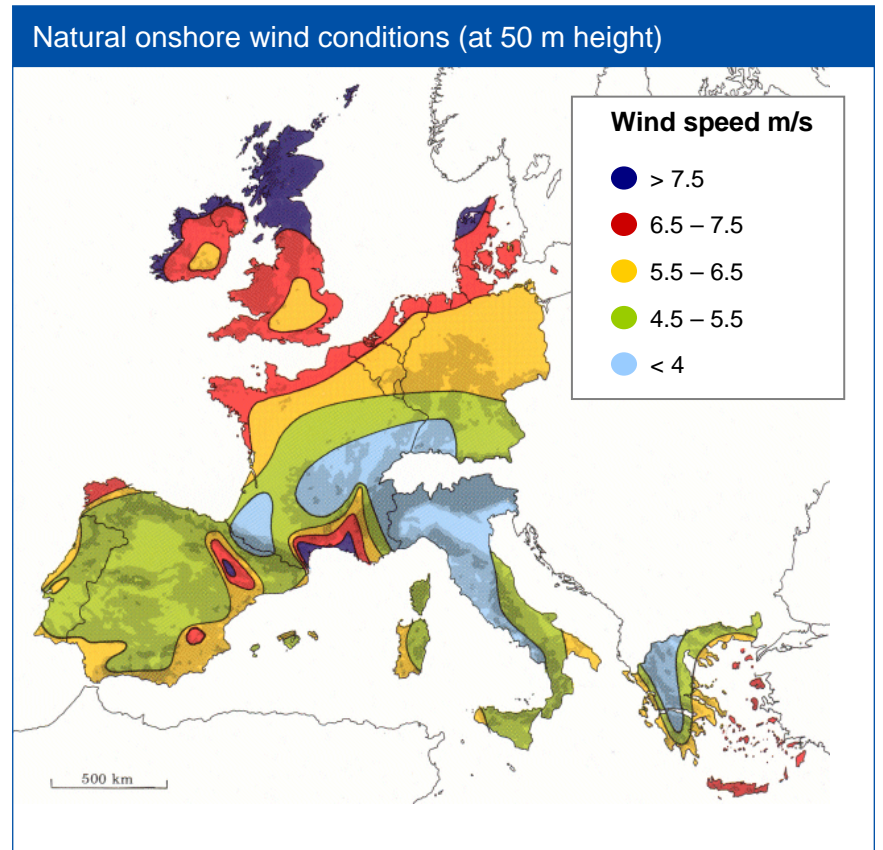 Natural onshore wind conditions (at 50 m height)
Wind speed m/s
> 7.5
6.5 – 7.5
5.5 – 6.5
4.5 – 5.5
< 4
500 km